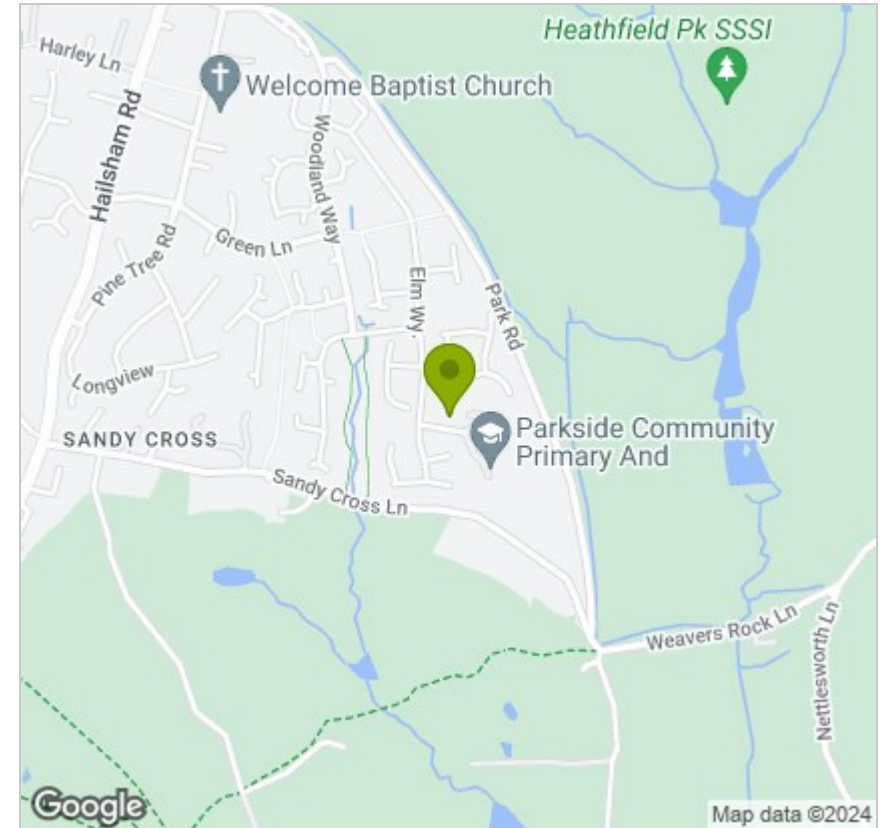 Heathfield Pk SSSI
Harley Ln
Welcome Baptist Church
Hailsham Rd
Woodland Way
Green Ln
Pine Tree Rd
Elm Wy.
Park Rd
Longview
SANDY CROSS
Parkside Community
Primary And
Sandy Cross Ln
Weavers Rock Ln
Nettlesworth Ln
Google
Map data ©2024